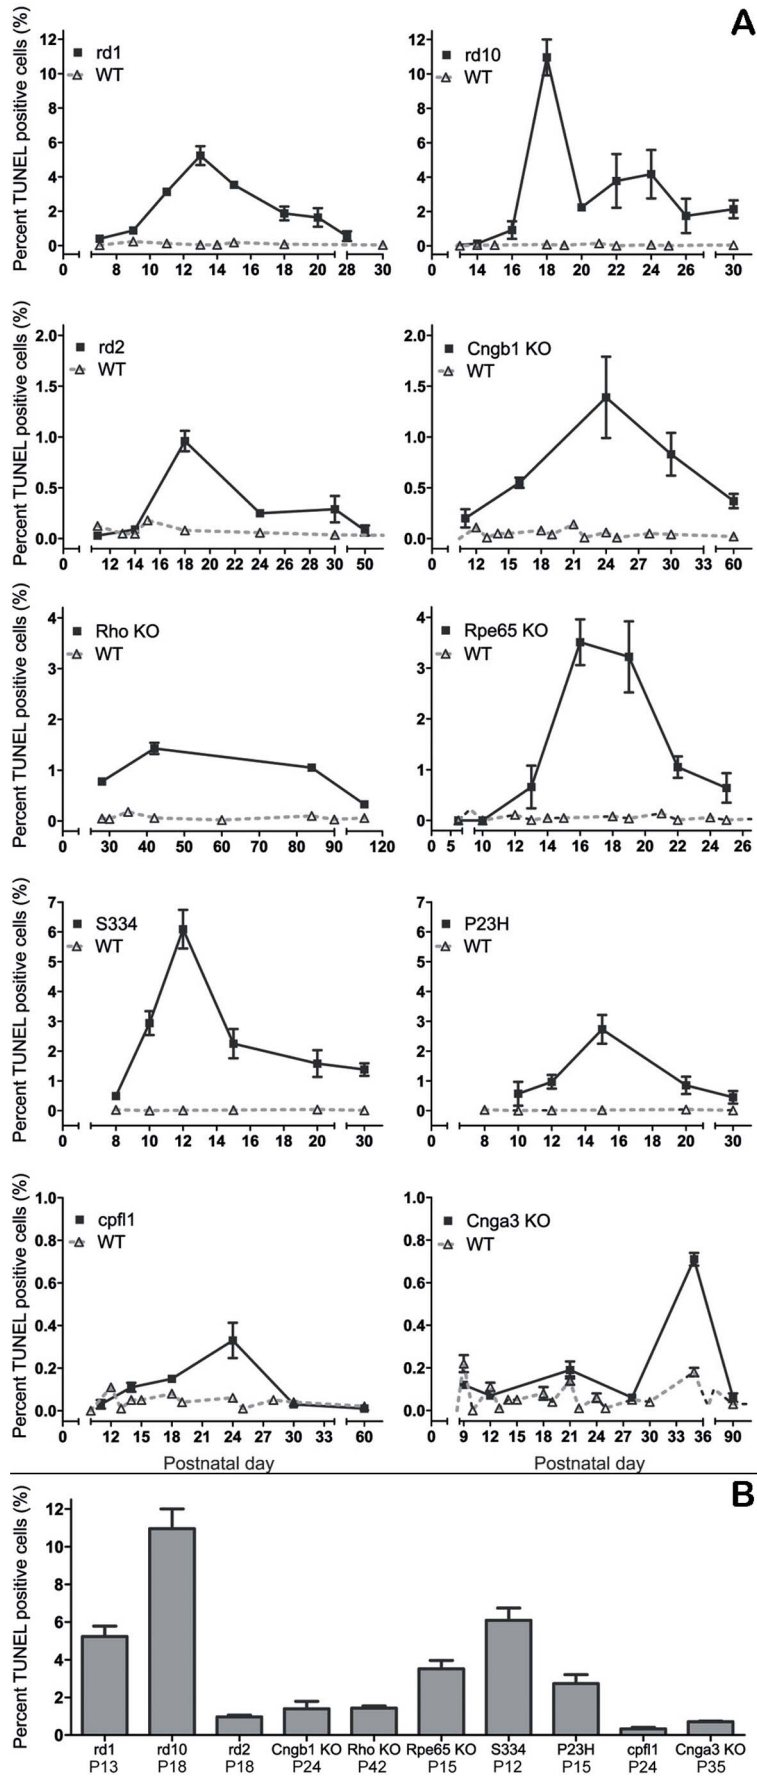 A
Percent TUNEL positive cells (%)
12
10
8
6
4
2
0
rd1
WT
0 8 10 12 14 16 18 20 28 30
12
10
8
6
4
2
0
rd10
WT
0 14 16 18 20 22 24 26 30
Percent TUNEL positive cells (%)
2.0
1.5
1.0
0.5
0.0
rd2
WT
0 12 14 16 18 20 22 24 26 28 30 50
2.0
1.5
1.0
0.5
0.0
Cngb1 KO
WT
0 12 15 18 21 24 27 30 33 60
Percent TUNEL positive cells (%)
4
3
2
1
0
Rho KO
WT
0 30 40 50 60 70 80 90 120
4
3
2
1
0
Rpe65 KO
WT
0 5 10 12 14 16 18 20 22 24 26
Percent TUNEL positive cells (%)
7
6
5
4
3
2
1
0
S334
WT
0 8 10 12 14 16 18 20 30
7
6
5
4
3
2
1
0
P23H
WT
0 8 10 12 14 16 18 20 30
Percent TUNEL positive cells (%)
1.0
0.8
0.6
0.4
0.2
0.0
cpfl1
WT
0 12 15 18 21 24 27 30 33 60
Postnatal day
1.0
0.8
0.6
0.4
0.2
0.0
Cnga3 KO
WT
0 9 12 15 18 21 24 28 30 33 36 90
Postnatal day
B
Percent TUNEL positive cells (%)
12
10
8
6
4
2
0
rd1 rd10 rd2 Cngb1 KO Rho KO Rpe65 KO S334 P23H cpfl1 Cnga3 KO
P13 P18 P18 P24 P42 P15 P12 P15 P24 P35